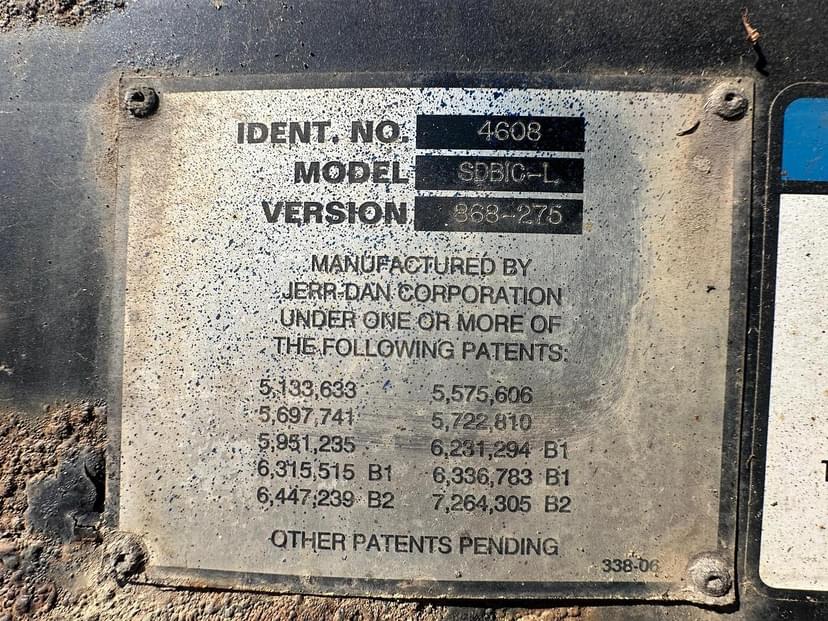 IDENT. NO. 4608
MODEL SDBIC-L
VERSION 868-275
MANUFACTURED BY
JERR-DAN CORPORATION
UNDER ONE OR MORE OF
THE FOLLOWING PATENTS:
5,133,633 5,575,606
5,697,741 5,722,810
5,951,235 6,231,294 B1
6,315,515 B1 6,336,783 B1
6,447,239 B2 7,264,305 B2
OTHER PATENTS PENDING
338-06